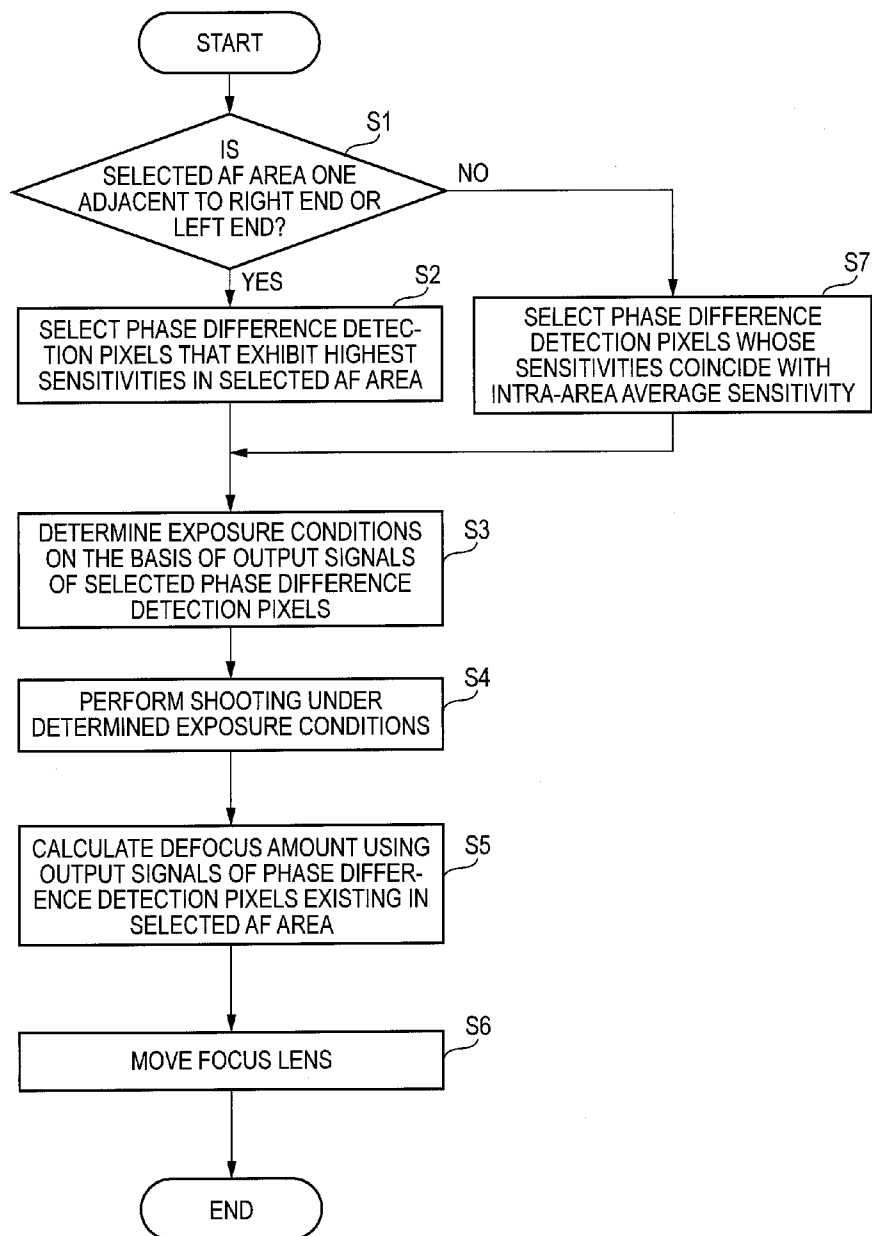 START
S1
IS
SELECTED AF AREA ONE
ADJACENT TO RIGHT END OR
LEFT END?
NO
YES
S2
SELECT PHASE DIFFERENCE DETEC-
TION PIXELS THAT EXHIBIT HIGHEST
SENSITIVITIES IN SELECTED AF AREA
S7
SELECT PHASE DIFFERENCE
DETECTION PIXELS WHOSE
SENSITIVITIES COINCIDE WITH
INTRA-AREA AVERAGE SENSITIVITY
DETERMINE EXPOSURE CONDITIONS
ON THE BASIS OF OUTPUT SIGNALS
OF SELECTED PHASE DIFFERENCE
DETECTION PIXELS
S3
PERFORM SHOOTING UNDER
DETERMINED EXPOSURE CONDITIONS
S4
CALCULATE DEFOCUS AMOUNT USING
OUTPUT SIGNALS OF PHASE DIFFER-
ENCE DETECTION PIXELS EXISTING IN
SELECTED AF AREA
S5
MOVE FOCUS LENS
S6
END